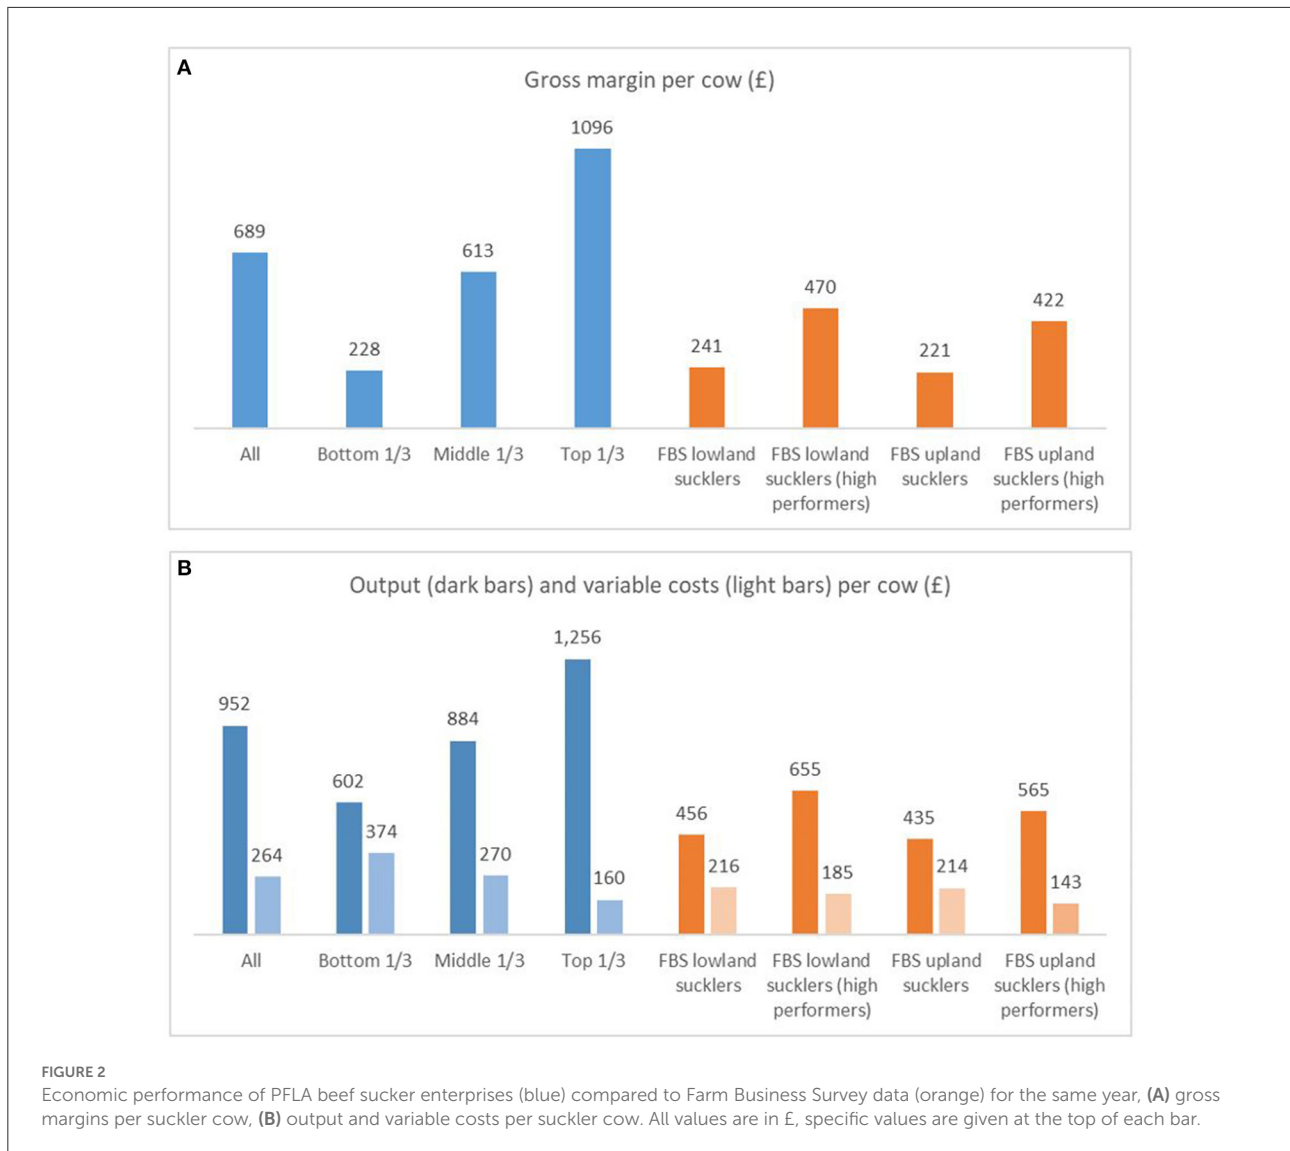 A
Gross margin per cow (£)
1096
689
613
470
422
228
241
221
All
Bottom 1/3
Middle 1/3
Top 1/3
FBS lowland
sucklers
FBS lowland
sucklers (high
performers)
FBS upland
sucklers
FBS upland
sucklers (high
performers)
B
Output (dark bars) and variable costs (light bars) per cow (£)
952
264
602
374
884
270
1,256
160
456
216
655
185
435
214
565
143
All
Bottom 1/3
Middle 1/3
Top 1/3
FBS lowland
sucklers
FBS lowland
sucklers (high
performers)
FBS upland
sucklers
FBS upland
sucklers (high
performers)
FIGURE 2
Economic performance of PFLA beef sucker enterprises (blue) compared to Farm Business Survey data (orange) for the same year, (A) gross
margins per suckler cow, (B) output and variable costs per suckler cow. All values are in £, specific values are given at the top of each bar.